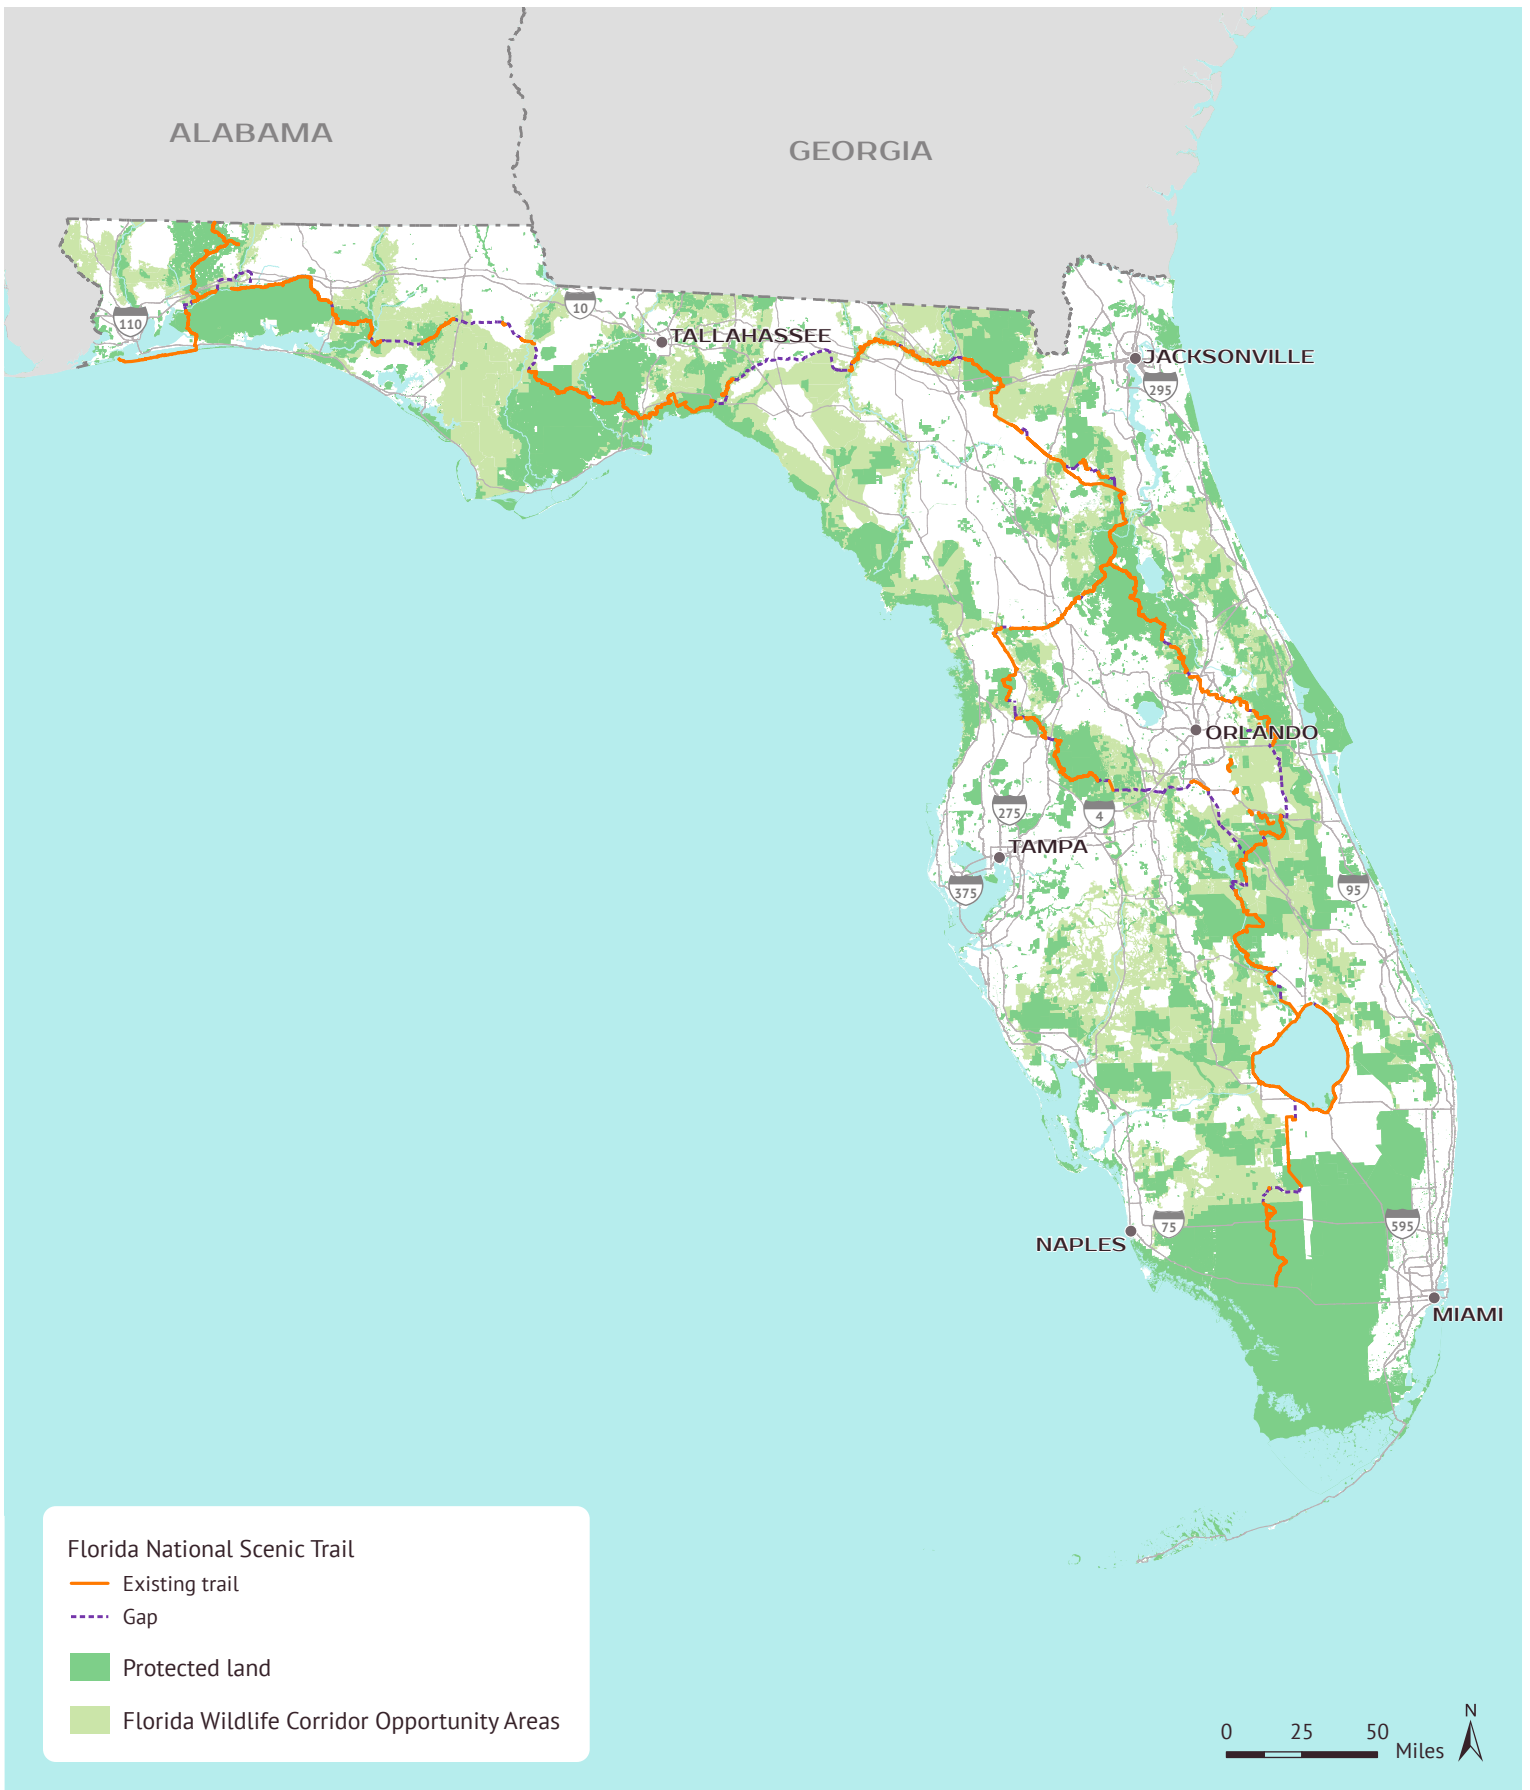 ALABAMA
GEORGIA
110
10
TALLAHASSEE
JACKSONVILLE
295
ORLANDO
275
4
TAMPA
375
95
NAPLES
75
595
MIAMI
Florida National Scenic Trail
Existing trail
Gap
Protected land
Florida Wildlife Corridor Opportunity Areas
N
0 25 50
Miles